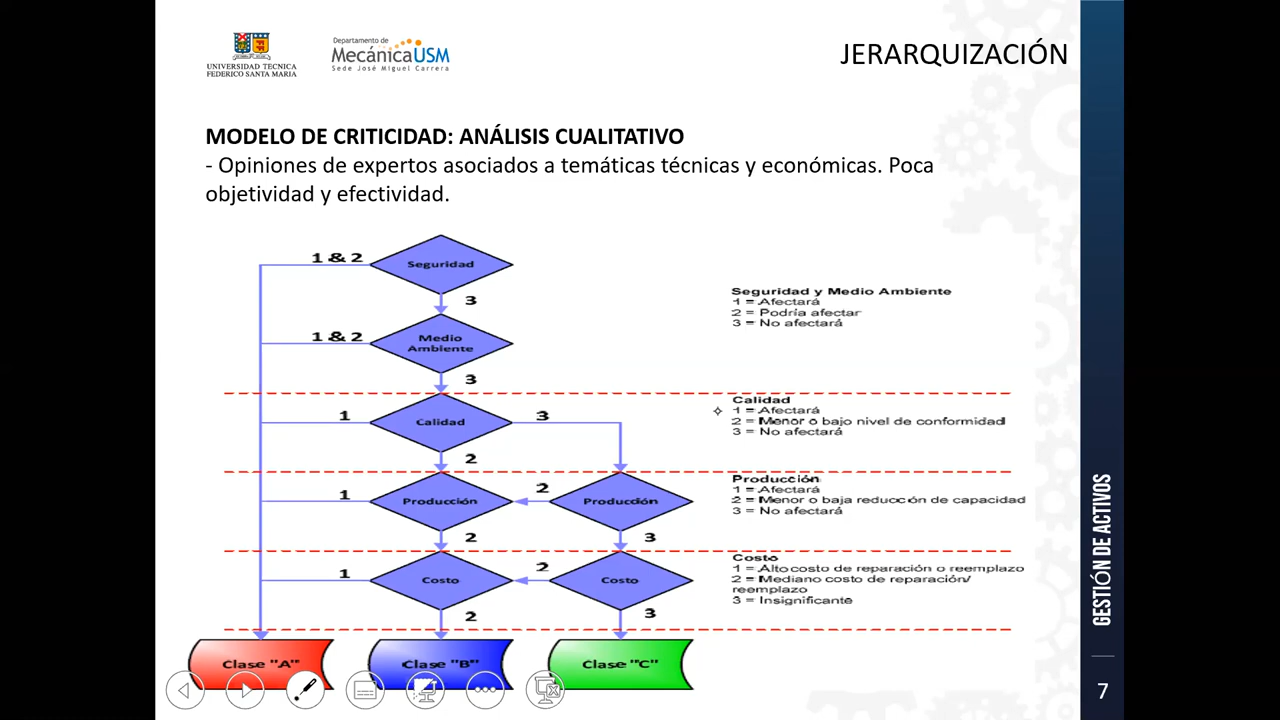 UNIVERSIDAD TECNICA
FEDERICO SANTA MARIA
Departamento de
MecánicaUSM
Sede José Miguel Carrera
JERARQUIZACIÓN
MODELO DE CRITICIDAD: ANÁLISIS CUALITATIVO
- Opiniones de expertos asociados a temáticas técnicas y económicas. Poca
objetividad y efectividad.
1 & 2
Seguridad
3
1 & 2
Medio
Ambiente
3
Seguridad y Medio Ambiente
1 = Afectará
2 = Podría afectar
3 = No afectará
1
Calidad
3
2
Calidad
1 = Afectará
2 = Menor o bajo nivel de conformidad
3 = No afectará
1
Producción
2
Producción
2
3
Producción
1 = Afectará
2 = Menor o baja reducción de capacidad
3 = No afectará
1
Costo
2
Costo
2
3
Costo
1 = Alto costo de reparación o reemplazo
2 = Mediano costo de reparación/
reemplazo
3 = Insignificante
Clase "A"
Clase "B"
Clase "C"
GESTIÓN DE ACTIVOS
7